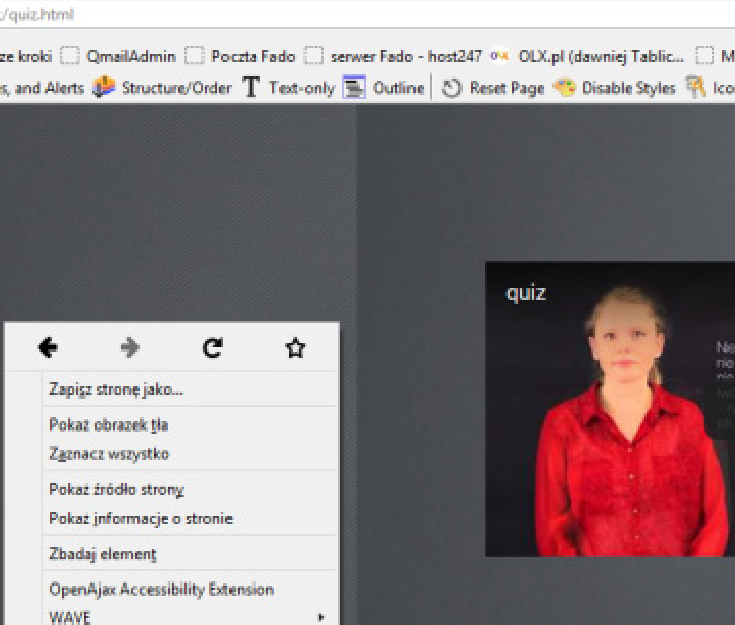 :/quiz.html
ze kroki QmailAdmin Poczta Fado serwer Fado - host247 OLX.pl (dawniej Tablic... M
s, and Alerts Structure/Order Text-only Outline Reset Page Disable Styles Ico
quiz
Ne
nie
Zapisz stronę jako...
Pokaż obrazek tła
Zaznacz wszystko
Pokaż źródło strony
Pokaż informacje o stronie
Zbadaj element
OpenAjax Accessibility Extension
WAVE